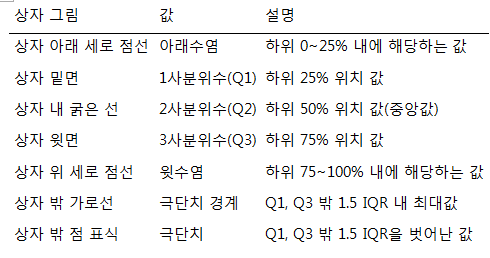 상자 그림 값 설명
상자 아래 세로 점선 아래수염 하위 0~25% 내에 해당하는 값
상자 밑면 1사분위수(Q1) 하위 25% 위치 값
상자 내 굵은 선 2사분위수(Q2) 하위 50% 위치 값(중앙값)
상자 윗면 3사분위수(Q3) 하위 75% 위치 값
상자 위 세로 점선 윗수염 하위 75~100% 내에 해당하는 값
상자 밖 가로선 극단치 경계 Q1, Q3 밖 1.5 IQR 내 최대값
상자 밖 점 표식 극단치 Q1, Q3 밖 1.5 IQR을 벗어난 값